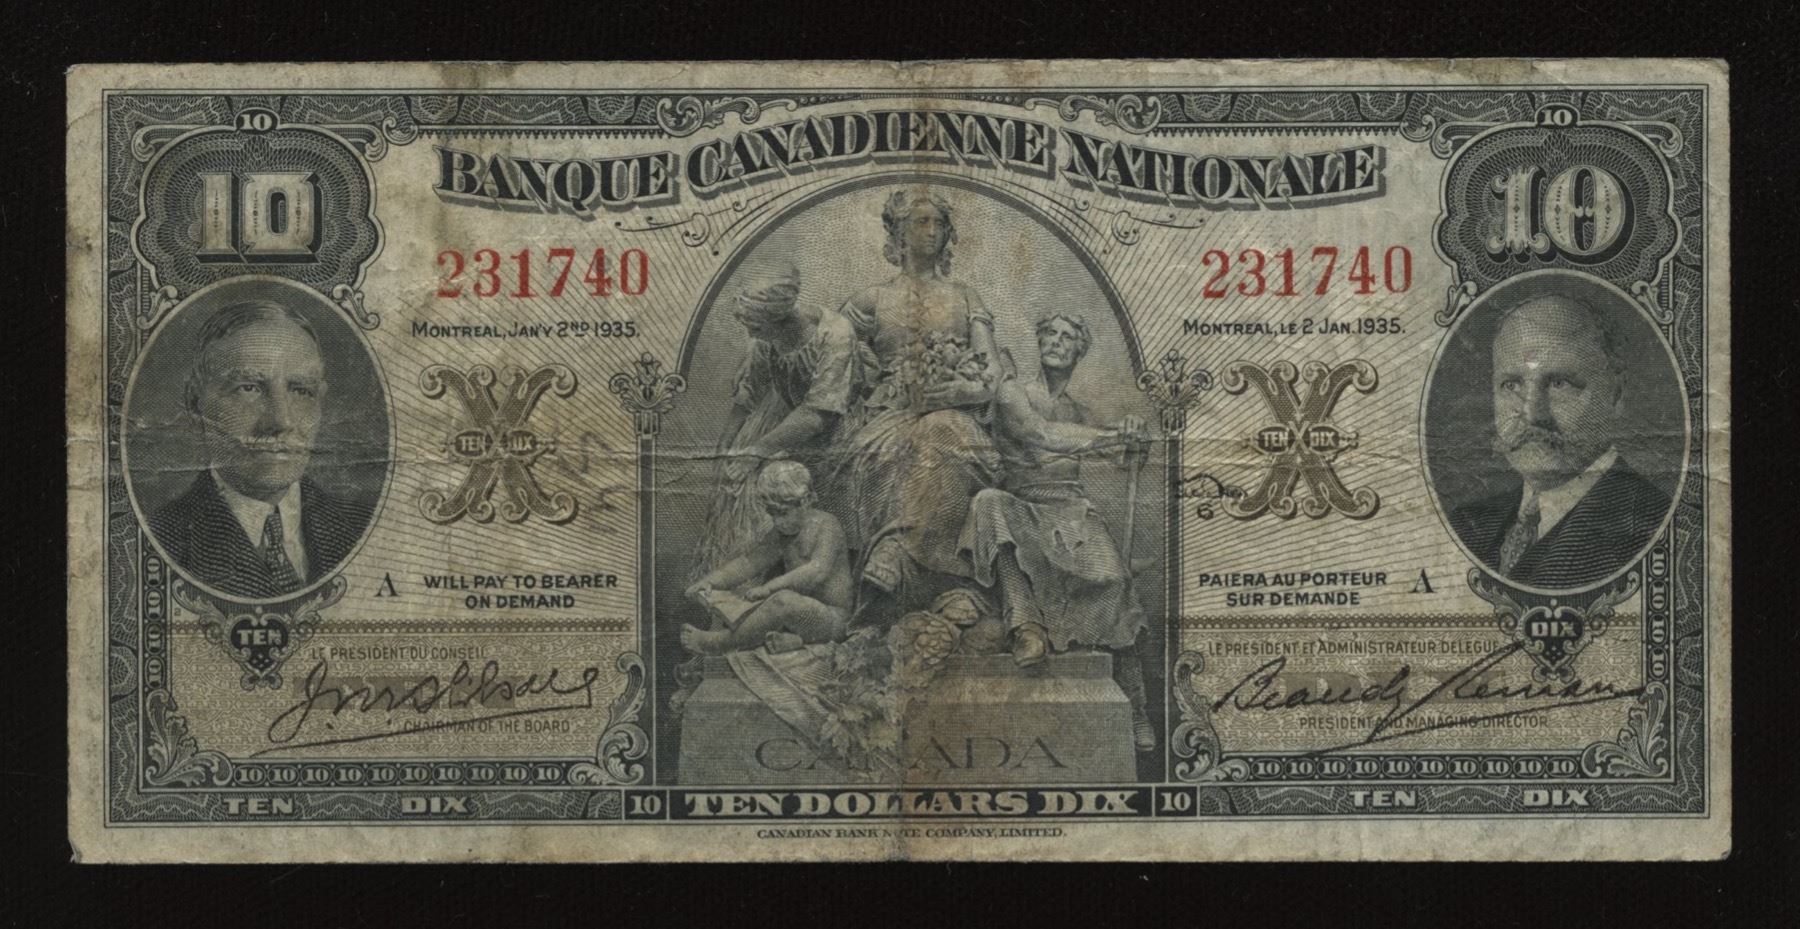 10 10
BANQUE CANADIENNE NATIONALE
10 10
231740 231740
MONTREAL, JAN'Y 2ND 1935. MONTREAL, LE 2 JAN. 1935.
X X
TEN DIX TEN DIX
6
A WILL PAY TO BEARER PAIERA AU PORTEUR A
ON DEMAND SUR DEMANDE
TEN DIX
LE PRESIDENT DU CONSEIL LE PRESIDENT ET ADMINISTRATEUR DELEGUE
Beaudry Leman
CHAIRMAN OF THE BOARD PRESIDENT AND MANAGING DIRECTOR
CANADA
10 10 10 10 10 10 10 10 10 10 10 10 10 10 10 10 10 10
TEN DIX 10 TEN DOLLARS DIX 10 TEN DIX
CANADIAN BANK NOTE COMPANY, LIMITED.